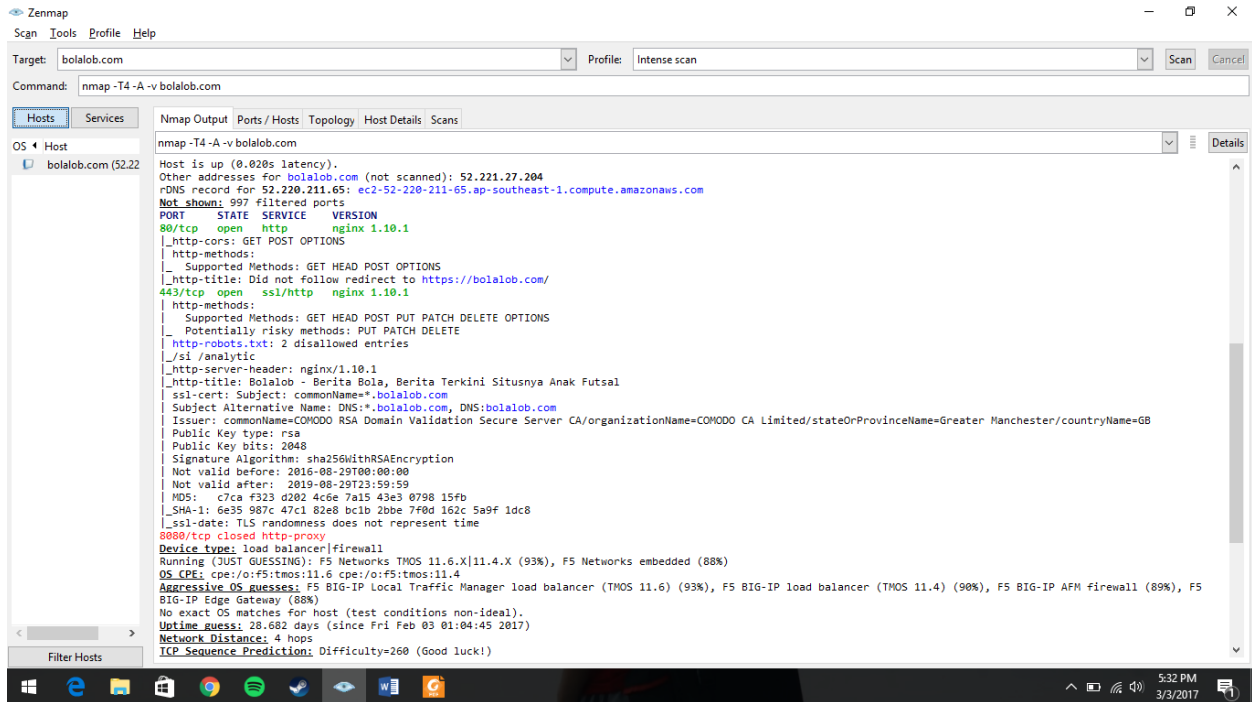 Zenmap
Scan Tools Profile Help
Target: bolalob.com Profile: Intense scan Scan Cancel
Command: nmap -T4 -A -v bolalob.com
Hosts Services Nmap Output Ports / Hosts Topology Host Details Scans
OS Host
bolalob.com (52.22
nmap -T4 -A -v bolalob.com Details
Host is up (0.020s latency).
Other addresses for bolalob.com (not scanned): 52.221.27.204
rDNS record for 52.220.211.65: ec2-52-220-211-65.ap-southeast-1.compute.amazonaws.com
Not shown: 997 filtered ports
PORT STATE SERVICE VERSION
80/tcp open http nginx 1.10.1
|_http-cors: GET POST OPTIONS
| http-methods:
|_ Supported Methods: GET HEAD POST OPTIONS
|_http-title: Did not follow redirect to https://bolalob.com/
443/tcp open ssl/http nginx 1.10.1
| http-methods:
| Supported Methods: GET HEAD POST PUT PATCH DELETE OPTIONS
|_ Potentially risky methods: PUT PATCH DELETE
| http-robots.txt: 2 disallowed entries
|_/si /analytic
|_http-server-header: nginx/1.10.1
|_http-title: Bolalob - Berita Bola, Berita Terkini Situsnya Anak Futsal
| ssl-cert: Subject: commonName=*.bolalob.com
| Subject Alternative Name: DNS:*.bolalob.com, DNS:bolalob.com
| Issuer: commonName=COMODO RSA Domain Validation Secure Server CA/organizationName=COMODO CA Limited/stateOrProvinceName=Greater Manchester/countryName=GB
| Public Key type: rsa
| Public Key bits: 2048
| Signature Algorithm: sha256WithRSAEncryption
| Not valid before: 2016-08-29T00:00:00
| Not valid after: 2019-08-29T23:59:59
| MD5: c7ca f323 d202 4c6e 7a15 43e3 0798 15fb
|_SHA-1: 6e35 987c 47c1 82e8 bc1b 2bbe 7f0d 162c 5a9f 1dc8
|_ssl-date: TLS randomness does not represent time
8080/tcp closed http-proxy
Device type: load balancer|firewall
Running (JUST GUESSING): F5 Networks TMOS 11.6.X|11.4.X (93%), F5 Networks embedded (88%)
OS CPE: cpe:/o:f5:tmos:11.6 cpe:/o:f5:tmos:11.4
Aggressive OS guesses: F5 BIG-IP Local Traffic Manager load balancer (TMOS 11.6) (93%), F5 BIG-IP load balancer (TMOS 11.4) (90%), F5 BIG-IP AFM firewall (89%), F5
BIG-IP Edge Gateway (88%)
No exact OS matches for host (test conditions non-ideal).
Uptime guess: 28.682 days (since Fri Feb 03 01:04:45 2017)
Network Distance: 4 hops
TCP Sequence Prediction: Difficulty=260 (Good luck!)
Filter Hosts
5:32 PM
3/3/2017